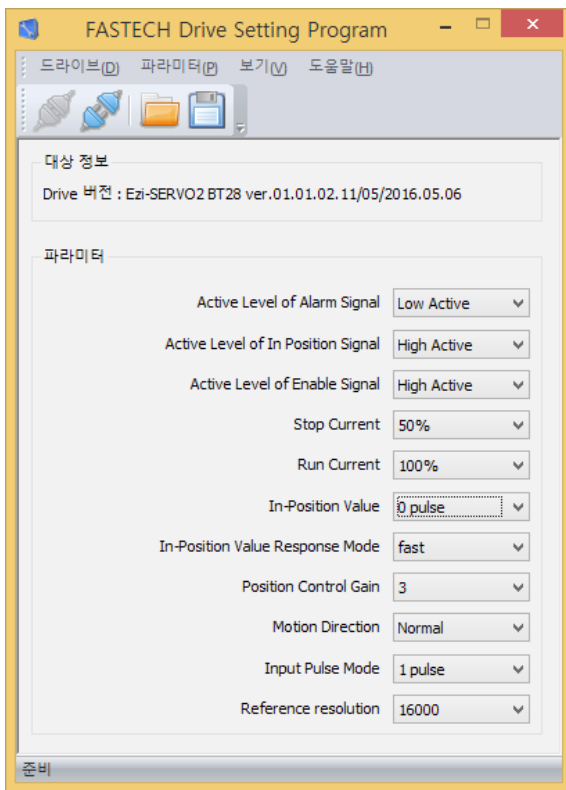 FASTECH Drive Setting Program
드라이브(D) 파라미터(P) 보기(V) 도움말(H)
대상 정보
Drive 버전 : Ezi-SERVO2 BT28 ver.01.01.02.11/05/2016.05.06
파라미터
Active Level of Alarm Signal Low Active
Active Level of In Position Signal High Active
Active Level of Enable Signal High Active
Stop Current 50%
Run Current 100%
In-Position Value 0 pulse
In-Position Value Response Mode fast
Position Control Gain 3
Motion Direction Normal
Input Pulse Mode 1 pulse
Reference resolution 16000
준비